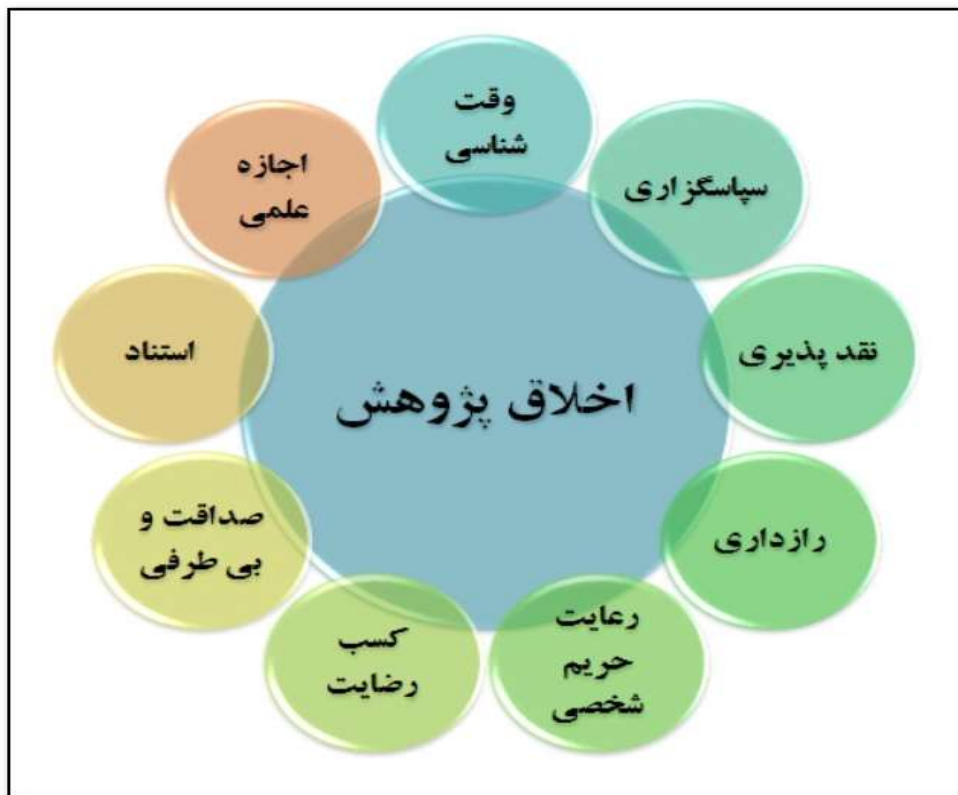 وقت
شناسی
سپاسگزاری
نقد پذیری
رازداری
رعایت
حریم
شخصی
کسب
رضایت
صداقت و
بی طرفی
استناد
اجازه
علمی
اخلاق پژوهش